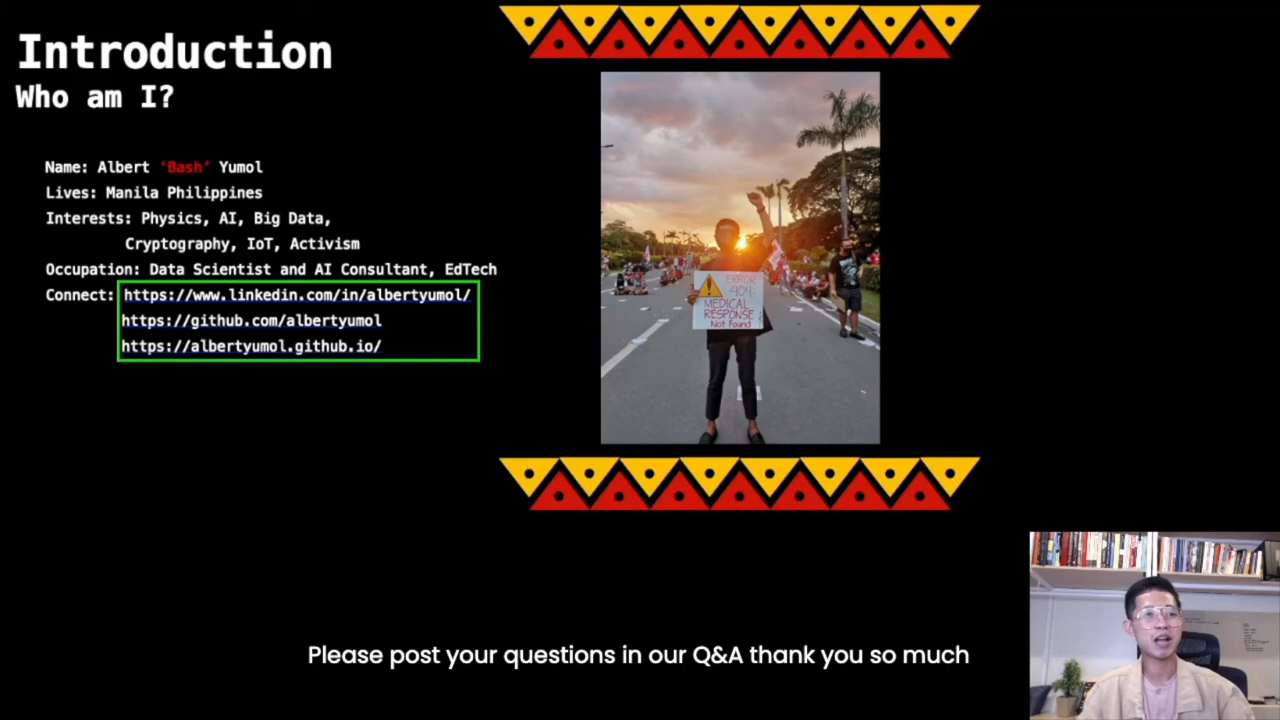 Introduction
Who am I?
Name: Albert ‘Bash’ Yumol
Lives: Manila Philippines
Interests: Physics, AI, Big Data,
Cryptography, IoT, Activism
Occupation: Data Scientist and AI Consultant, EdTech
Connect: https://www.linkedin.com/in/albertyumol/
https://github.com/albertyumol
https://albertyumol.github.io/
ERROR
404:
MEDICAL
RESPONSE
Not Found
Please post your questions in our Q&A thank you so much